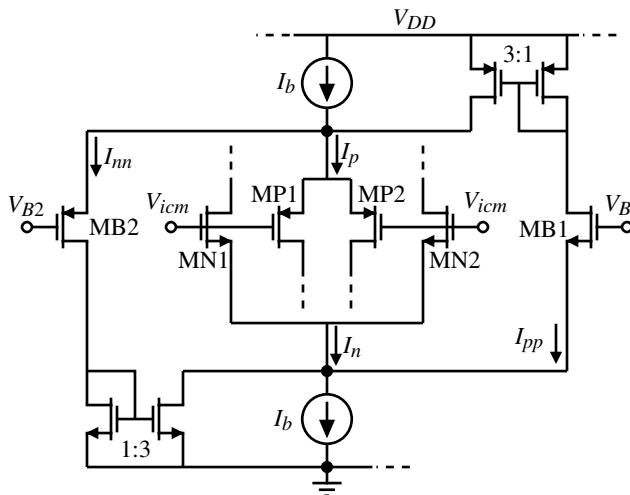 V_DD
3:1
I_b
I_nn
I_p
V_B2
V_icm
MP1
MP2
V_icm
V_B
MB2
MN1
MN2
MB1
I_n
I_pp
I_b
1:3